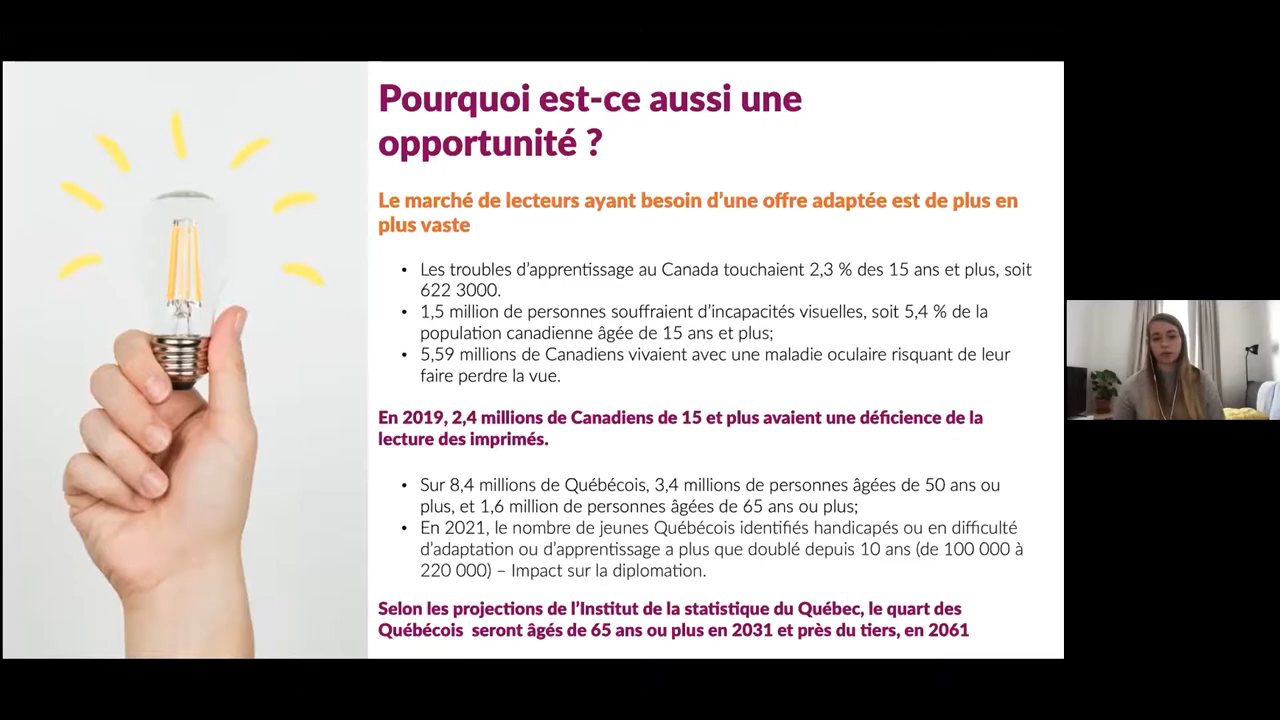 Pourquoi est-ce aussi une
opportunité ?
Le marché de lecteurs ayant besoin d'une offre adaptée est de plus en
plus vaste
• Les troubles d'apprentissage au Canada touchaient 2,3 % des 15 ans et plus, soit
622 3000.
• 1,5 million de personnes souffraient d'incapacités visuelles, soit 5,4 % de la
population canadienne âgée de 15 ans et plus;
• 5,59 millions de Canadiens vivaient avec une maladie oculaire risquant de leur
faire perdre la vue.
En 2019, 2,4 millions de Canadiens de 15 et plus avaient une déficience de la
lecture des imprimés.
• Sur 8,4 millions de Québécois, 3,4 millions de personnes âgées de 50 ans ou
plus, et 1,6 million de personnes âgées de 65 ans ou plus;
• En 2021, le nombre de jeunes Québécois identifiés handicapés ou en difficulté
d'adaptation ou d'apprentissage a plus que doublé depuis 10 ans (de 100 000 à
220 000) – Impact sur la diplomation.
Selon les projections de l'Institut de la statistique du Québec, le quart des
Québécois seront âgés de 65 ans ou plus en 2031 et près du tiers, en 2061